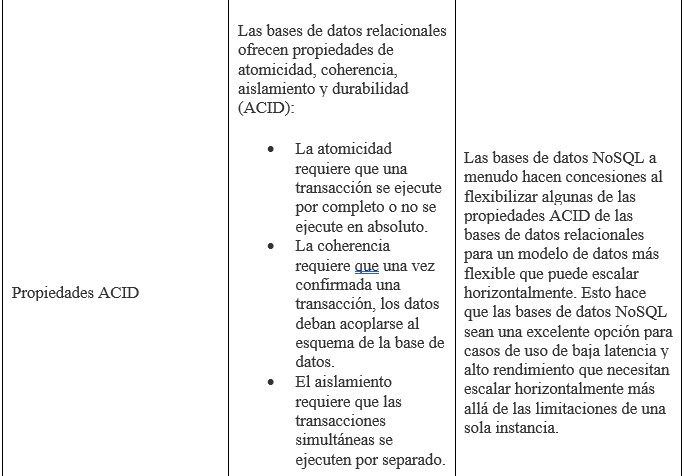 Propiedades ACID
Las bases de datos relacionales
ofrecen propiedades de
atomicidad, coherencia,
aislamiento y durabilidad
(ACID):
• La atomicidad
requiere que una
transacción se ejecute
por completo o no se
ejecute en absoluto.
• La coherencia
requiere que una vez
confirmada una
transacción, los datos
deban acoplarse al
esquema de la base de
datos.
• El aislamiento
requiere que las
transacciones
simultáneas se
ejecuten por separado.
Las bases de datos NoSQL a
menudo hacen concesiones al
flexibilizar algunas de las
propiedades ACID de las
bases de datos relacionales
para un modelo de datos más
flexible que puede escalar
horizontalmente. Esto hace
que las bases de datos NoSQL
sean una excelente opción para
casos de uso de baja latencia y
alto rendimiento que necesitan
escalar horizontalmente más
allá de las limitaciones de una
sola instancia.